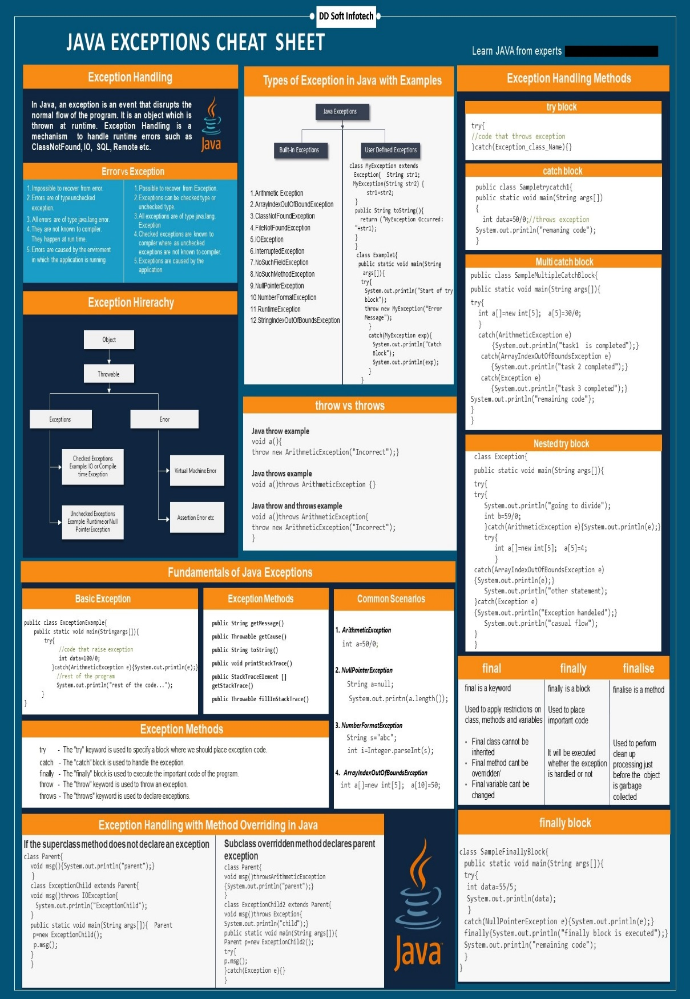 DD Soft Infotech
JAVA EXCEPTIONS CHEAT SHEET
Learn JAVA from experts
Exception Handling
In Java, an exception is an event that disrupts the
normal flow of the program. It is an object which is
thrown at runtime. Exception Handling is a
mechanism to handle runtime errors such as
ClassNotFound, IO, SQL, Remote etc.
Java
Error vs Exception
1. Impossible to recover from error.
2. Errors are of type unchecked
exception.
3. All errors are of type java.lang.error.
4. They are not known to compiler.
They happen at run time.
5. Errors are caused by the enviroment
in which the application is running.
1. Possible to recover from Exception.
2. Exceptions can be checked type or
unchecked type.
3. All exceptions are of type java.lang.
Exception
4. Checked exceptions are known to
compiler where as unchecked
exceptions are not known to compiler.
5. Exceptions are caused by the
application.
Exception Hirerachy
Object
Throwable
Exceptions
Error
Checked Exceptions
Example: IO or Compile
time Exception
Virtual Machine Error
Unchecked Exceptions
Example: Runtime or Null
Pointer Exception
Assertion Error etc
Types of Exception in Java with Examples
Java Exceptions
Built-in Exceptions
User Defined Exceptions
1.Arithmetic Exception
2.ArrayIndexOutOfBoundException
3.ClassNotFoundException
4.FileNotFoundException
5.IOException
6.InterruptedException
7.NoSuchFieldException
8.NoSuchMethodException
9.NullPointerException
10.NumberFormatException
11.RuntimeException
12.StringIndexOutOfBoundsException
class MyException extends
Exception{ String str1;
MyException(String str2) {
str1=str2;
}
public String toString(){
return ("MyException Occurred:
"+str1);
}
}
class Example1{
public static void main(String
args[]){
try{
System.out.println("Start of try
block");
throw new MyException(“Error
Message");
}
catch(MyException exp){
System.out.println("Catch
Block");
System.out.println(exp);
}
}
throw vs throws
Java throw example
void a(){
throw new ArithmeticException("Incorrect");}
Java throws example
void a()throws ArithmeticException {}
Java throw and throws example
void a()throws ArithmeticException{
throw new ArithmeticException("Incorrect");
}
Exception Handling Methods
try block
try{
//code that throws exception
}catch(Exception_class_Name){}
catch block
public class Sampletrycatch1{
public static void main(String args[])
{
int data=50/0;//throws exception
System.out.println("remaning code");
}
Multi catch block
public class SampleMultipleCatchBlock{
public static void main(String args[]){
try{
int a[]=new int[5]; a[5]=30/0;
}
catch(ArithmeticException e)
{System.out.println("task1 is completed");}
catch(ArrayIndexOutOfBoundsException e)
{System.out.println("task 2 completed");}
catch(Exception e)
{System.out.println("task 3 completed");}
System.out.println("remaining code");
}
}
Nested try block
class Exception{
public static void main(String args[]){
try{
try{
System.out.println("going to divide");
int b=59/0;
}catch(ArithmeticException e){System.out.println(e);}
try{
int a[]=new int[5]; a[5]=4;
}
catch(ArrayIndexOutOfBoundsException e)
{System.out.println(e);}
System.out.println("other statement);
}catch(Exception e)
{System.out.println("Exception handeled");}
System.out.println("casual flow");
}
}
Fundamentals of Java Exceptions
Basic Exception
public class ExceptionExample{
public static void main(Stringargs[]){
try{
//code that raise exception
int data=100/0;
}catch(ArithmeticException e){System.out.println(e);}
//rest of the program
System.out.println("rest of the code...");
}
}
Exception Methods
public String getMessage()
public Throwable getCause()
public String toString()
public void printStackTrace()
public StackTraceElement []
getStackTrace()
public Throwable fillInStackTrace()
Common Scenarios
1. ArithmeticException
int a=50/0;
2. NullPointerException
String a=null;
System.out.printn(a.length());
3. NumberFormatException
String s="abc";
int i=Integer.parseInt(s);
4. ArrayIndexOutOfBoundsException
int a[]=new int[5]; a[10]=50;
Exception Methods
try - The "try" keyword is used to specify a block where we should place exception code.
catch - The "catch" block is used to handle the exception.
finally - The "finally" block is used to execute the important code of the program.
throw - The "throw" keyword is used to throw an exception.
throws - The "throws" keyword is used to declare exceptions.
final
final is a keyword
Used to apply restrictions on
class, methods and variables
• Final class cannot be
inherited
• Final method cant be
overridden'
• Final variable cant be
changed
finally
finally is a block
Used to place
important code
It will be executed
whether the exception
is handled or not
finalise
finalise is a method
Used to perform
clean up
processing just
before the object
is garbage
collected
Exception Handling with Method Overriding in Java
If the superclass method does not declare an exception
class Parent{
void msg(){System.out.println("parent");}
}
class ExceptionChild extends Parent{
void msg()throws IOException{
System.out.println("ExceptionChild");
}
public static void main(String args[]){ Parent
p=new ExceptionChild();
p.msg();
}
}
Subclass overridden method declares parent
exception
class Parent{
void msg()throwsArithmeticException
{System.out.println("parent");}
}
class ExceptionChild2 extends Parent{
void msg()throws Exception{
System.out.println("child");}
public static void main(String args[]){
Parent p=new ExceptionChild2();
try{
p.msg();
}catch(Exception e){}
}
Java
finally block
class SampleFinallyBlock{
public static void main(String args[]){
try{
int data=55/5;
System.out.println(data);
}
catch(NullPointerException e){System.out.println(e);}
finally{System.out.println("finally block is executed");}
System.out.println("remaining code");
}
}